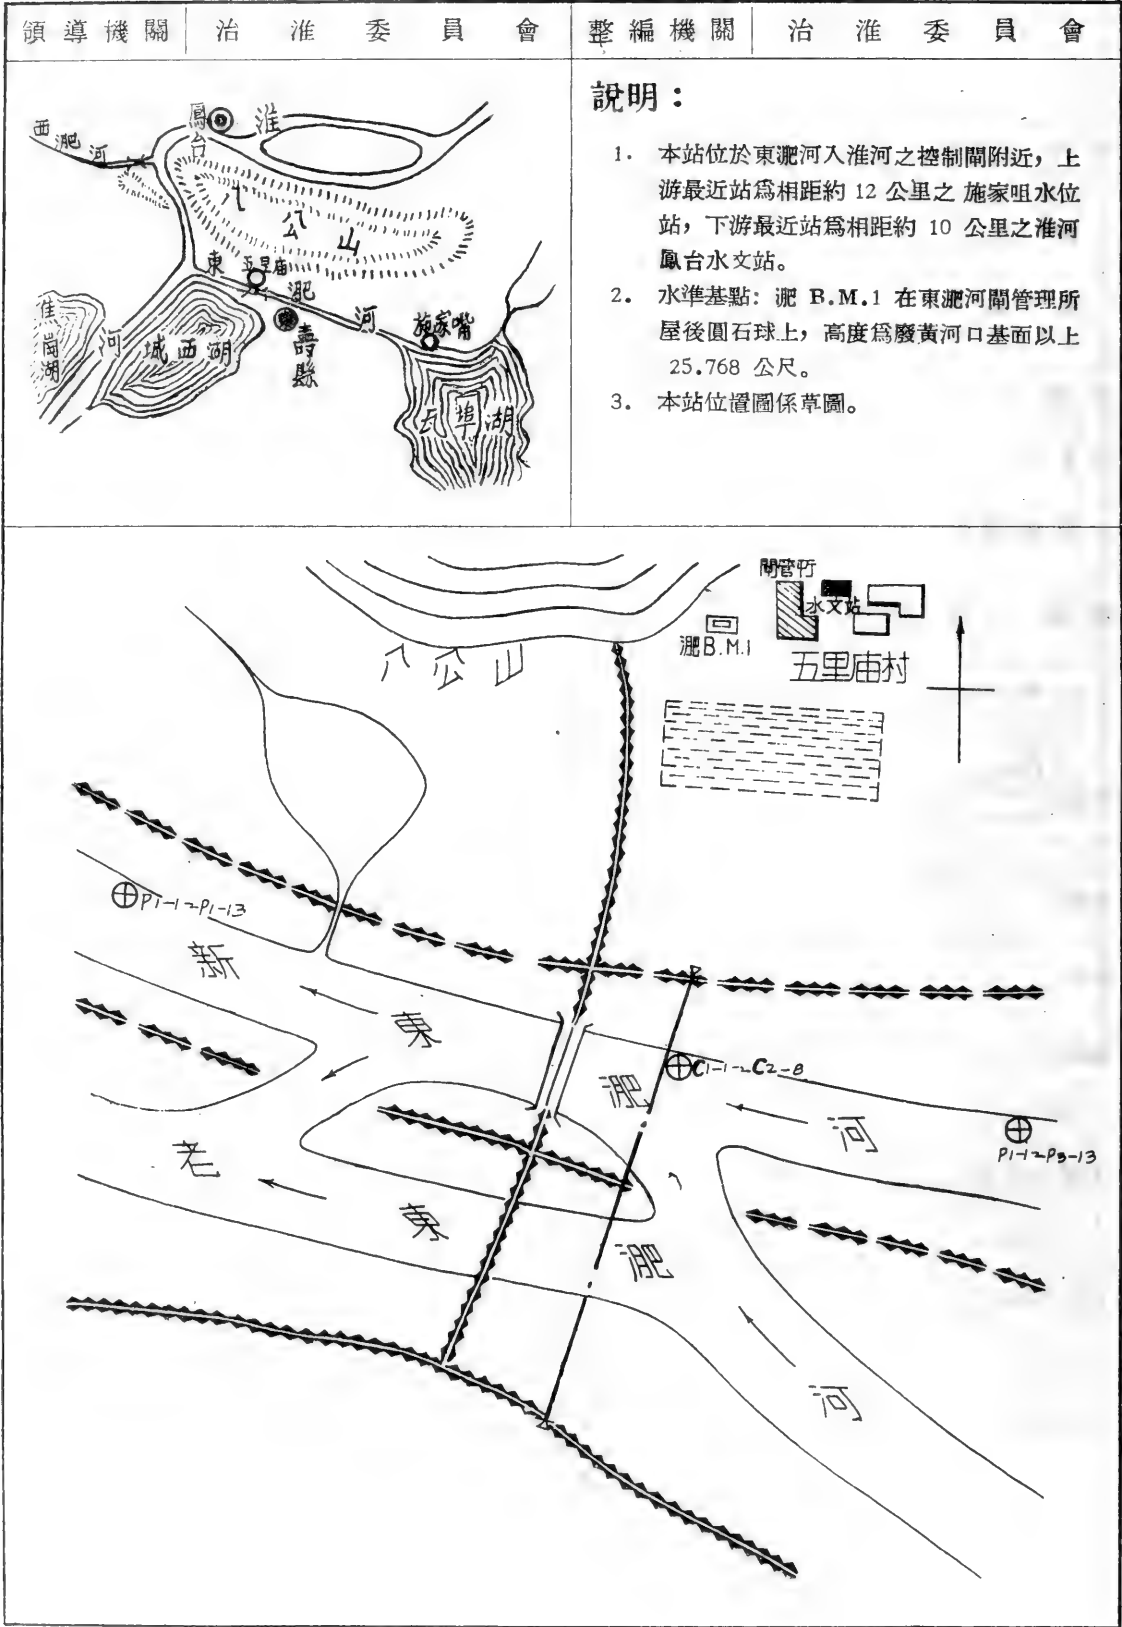 領導機關 治淮委員會 整編機關 治淮委員會
西淝河
鳳台
淮
八公山
東淝河
五里庙
施家嘴
壽縣
城西湖
河
瓦埠湖
說明：
1. 本站位於東淝河入淮河之控制閘附近，上
游最近站爲相距約 12 公里之 施家咀水位
站，下游最近站爲相距約 10 公里之淮河
鳳台水文站。
2. 水準基點: 淝 B.M.1 在東淝河閘管理所
屋後圓石球上，高度爲廢黃河口基面以上
25.768 公尺。
3. 本站位置圖係草圖。
閘管所
水文站
淝B.M.1
五里庙村
八公山
P1-1~P1-13
新東淝河
C1-1~C2-8
P1-1~P3-13
老東淝河